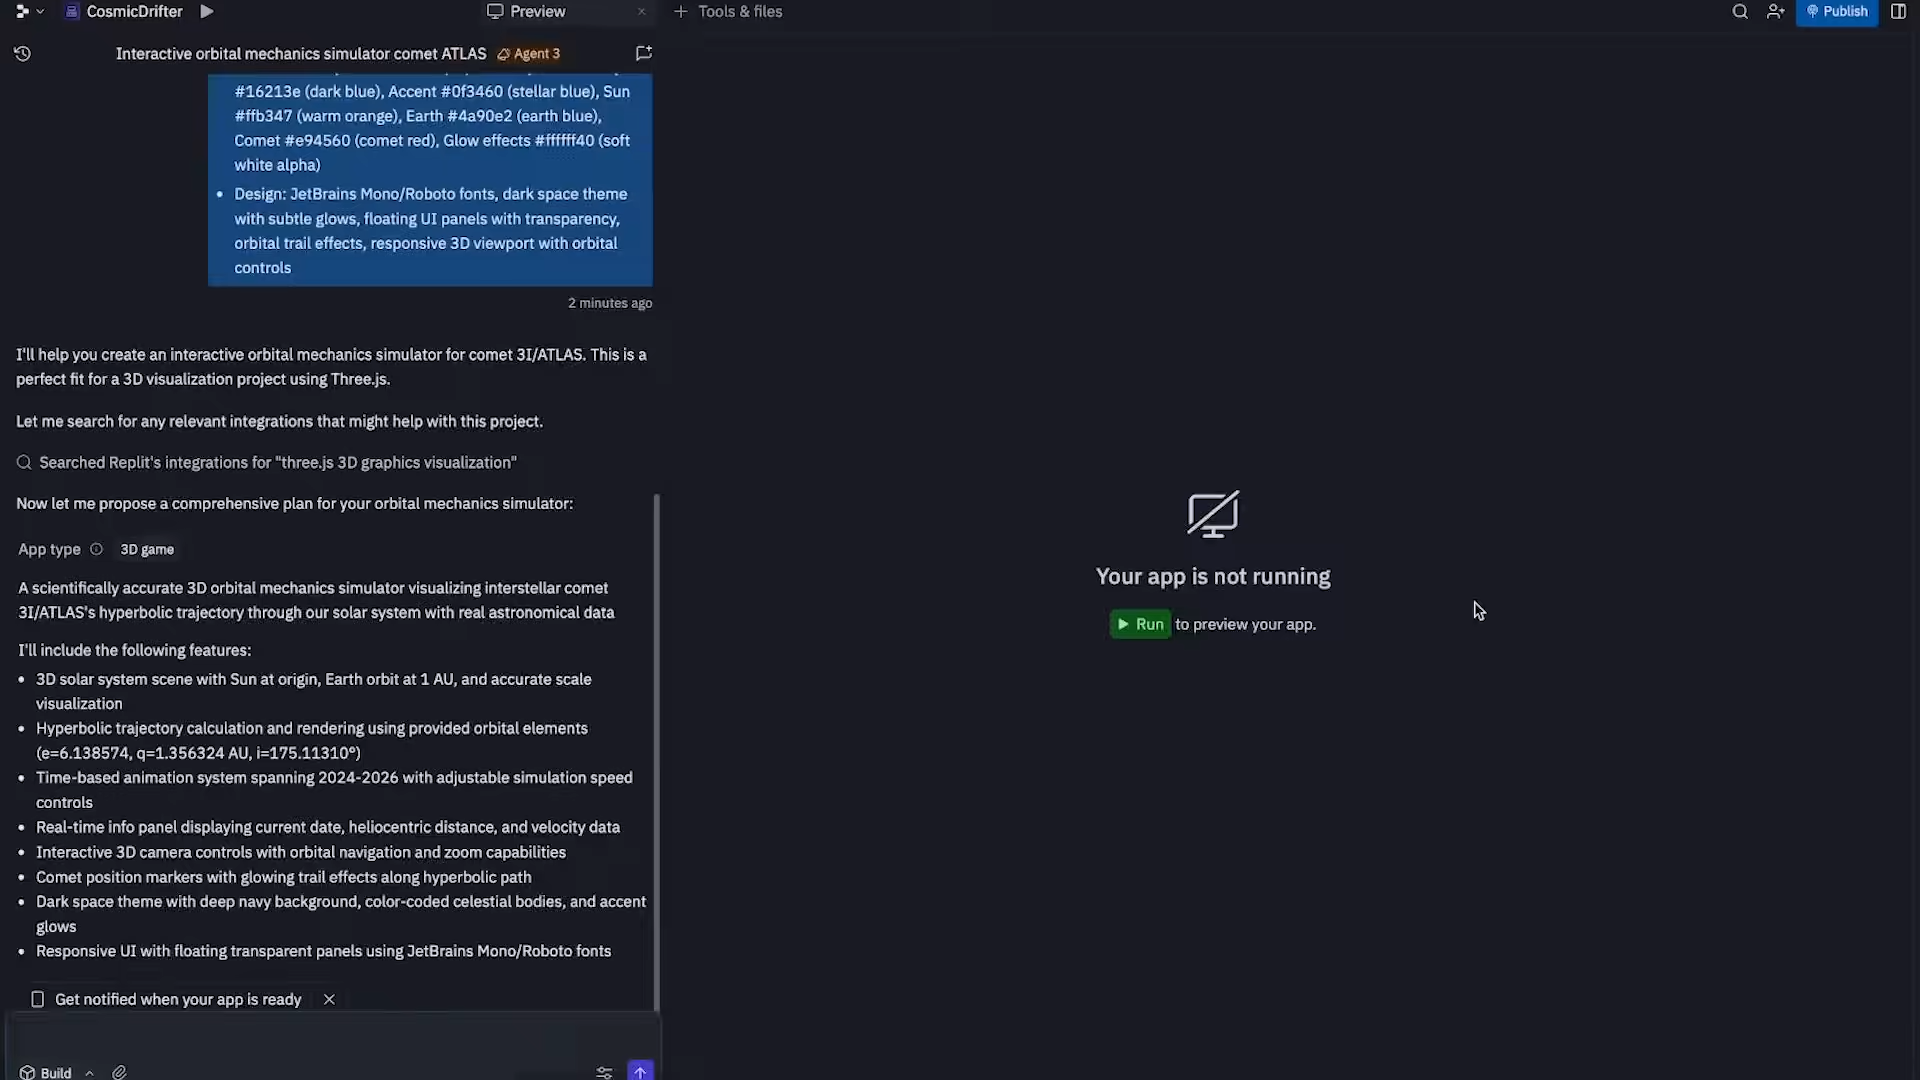 CosmicDrifter
Preview
Tools & files
Publish
Interactive orbital mechanics simulator comet ATLAS
Agent 3
#16213e (dark blue), Accent #0f3460 (stellar blue), Sun
#ffb347 (warm orange), Earth #4a90e2 (earth blue),
Comet #e94560 (comet red), Glow effects #ffffff40 (soft
white alpha)
• Design: JetBrains Mono/Roboto fonts, dark space theme
with subtle glows, floating UI panels with transparency,
orbital trail effects, responsive 3D viewport with orbital
controls
2 minutes ago
I'll help you create an interactive orbital mechanics simulator for comet 3I/ATLAS. This is a
perfect fit for a 3D visualization project using Three.js.
Let me search for any relevant integrations that might help with this project.
Searched Replit's integrations for "three.js 3D graphics visualization"
Now let me propose a comprehensive plan for your orbital mechanics simulator:
App type 3D game
A scientifically accurate 3D orbital mechanics simulator visualizing interstellar comet
3I/ATLAS's hyperbolic trajectory through our solar system with real astronomical data
I'll include the following features:
• 3D solar system scene with Sun at origin, Earth orbit at 1 AU, and accurate scale
visualization
• Hyperbolic trajectory calculation and rendering using provided orbital elements
(e=6.138574, q=1.356324 AU, i=175.11310°)
• Time-based animation system spanning 2024-2026 with adjustable simulation speed
controls
• Real-time info panel displaying current date, heliocentric distance, and velocity data
• Interactive 3D camera controls with orbital navigation and zoom capabilities
• Comet position markers with glowing trail effects along hyperbolic path
• Dark space theme with deep navy background, color-coded celestial bodies, and accent
glows
• Responsive UI with floating transparent panels using JetBrains Mono/Roboto fonts
Get notified when your app is ready
Build
Your app is not running
Run to preview your app.